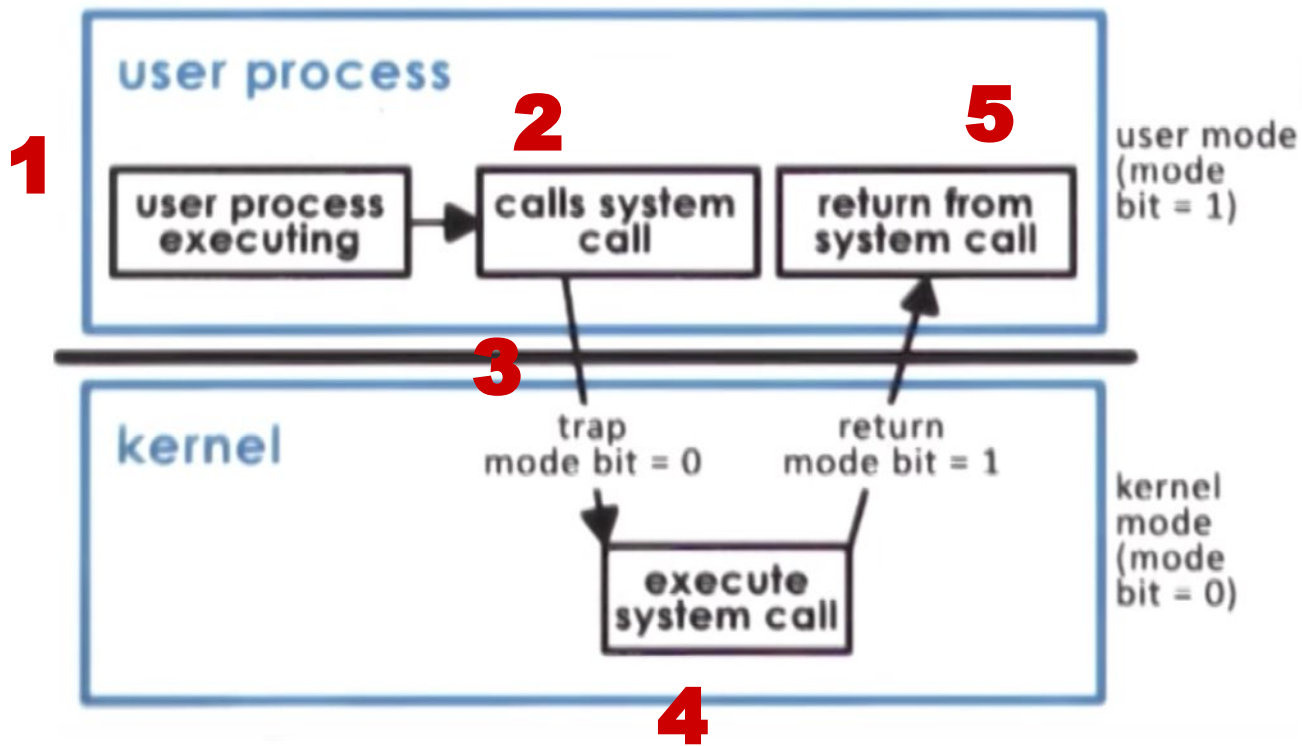 user process
1
2
5
user process
executing
calls system
call
return from
system call
user mode
(mode
bit = 1)
3
kernel
trap
mode bit = 0
return
mode bit = 1
kernel
mode
(mode
bit = 0)
execute
system call
4